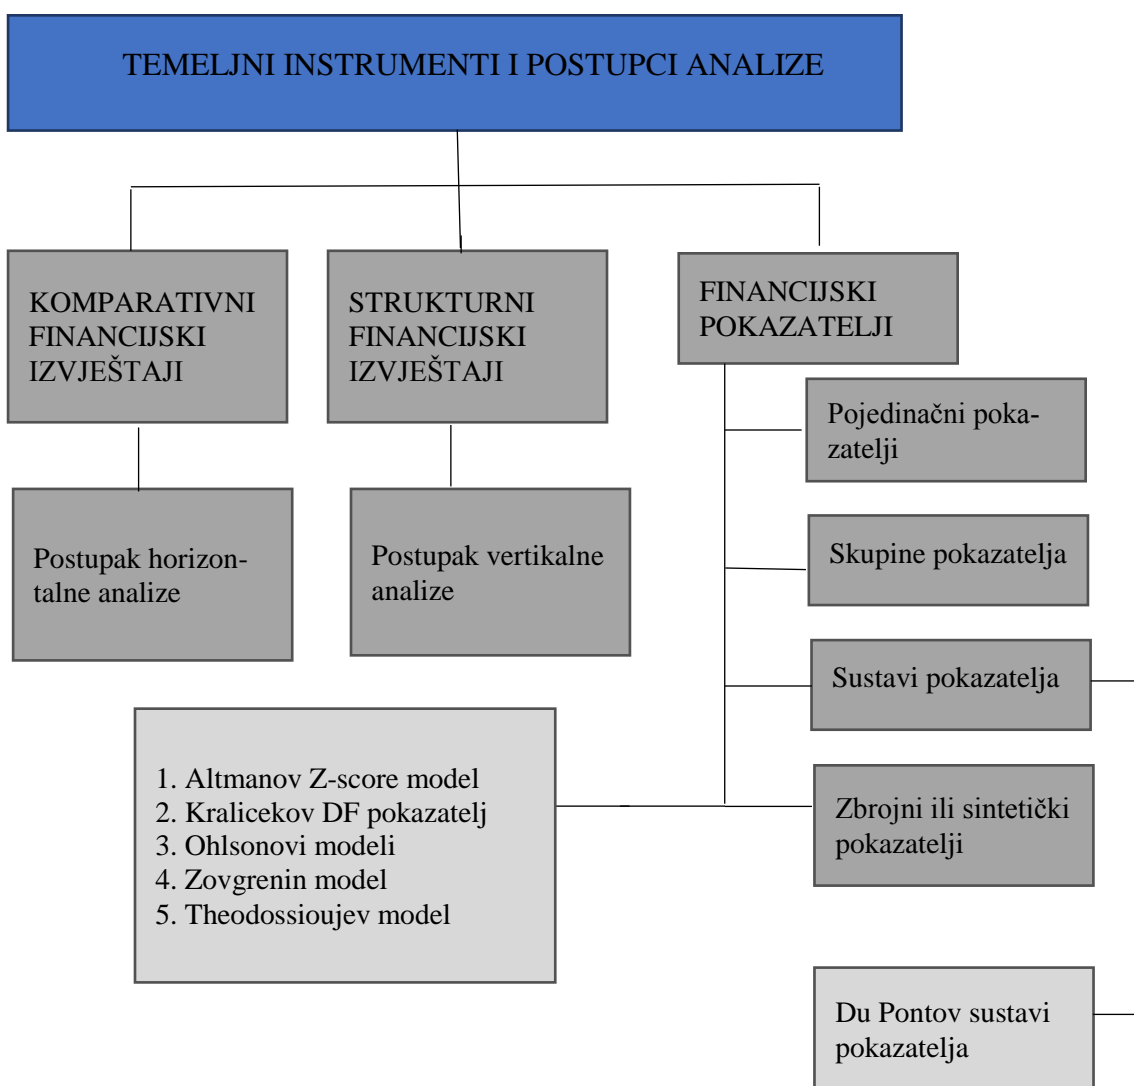 TEMELJNI INSTRUMENTI I POSTUPCI ANALIZE
KOMPARATIVNI
FINANCIJSKI
IZVJEŠTAJI
STRUKTURNI
FINANCIJSKI
IZVJEŠTAJI
FINANCIJSKI
POKAZATELJI
Pojedinačni poka-
zatelji
Postupak horizon-
talne analize
Postupak vertikalne
analize
Skupine pokazatelja
Sustavi pokazatelja
1. Altmanov Z-score model
2. Kralicekov DF pokazatelj
3. Ohlsonovi modeli
4. Zovgrenin model
5. Theodossioujev model
Zbrojni ili sintetički
pokazatelji
Du Pontov sustavi
pokazatelja